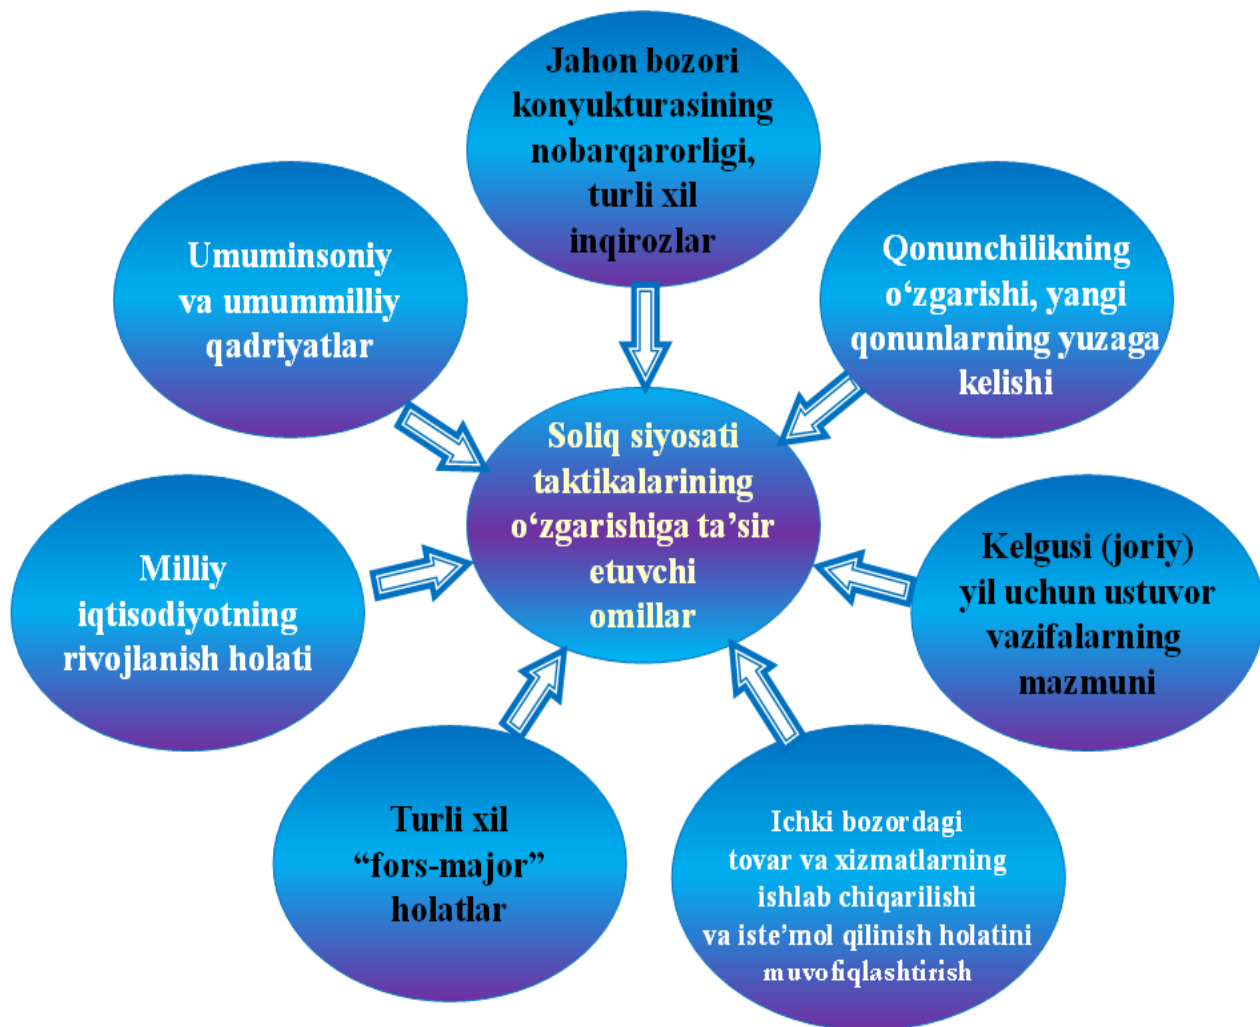 Jahon bozori
konyukturasining
nobarqarorligi,
turli xil
inqirozlar
Umuminsoniy
va umummilliy
qadriyatlar
Qonunchilikning
o‘zgarishi, yangi
qonunlarning yuzaga
kelishi
Soliq siyosati
taktikalarining
o‘zgarishiga ta’sir
etuvchi
omillar
Milliy
iqtisodiyotning
rivojlanish holati
Kelgusi (joriy)
yil uchun ustuvor
vazifalarning
mazmuni
Turli xil
“fors-major”
holatlar
Ichki bozordagi
tovar va xizmatlarning
ishlab chiqarilishi
va iste’mol qilinish holatini
muvofiqlashtirish